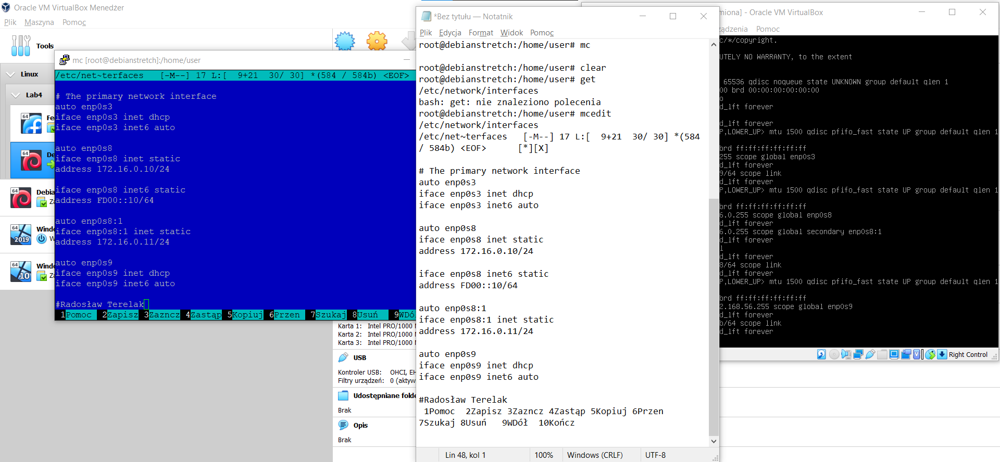 Oracle VM VirtualBox Menedżer
Plik Maszyna Pomoc
Tools
Linux
Lab4
64
Fe
64
De
64
Debia
Za
64
2019
Windo
W
64
10
Windo
Za
mc [root@debianstretch]:/home/user
/etc/net~terfaces [-M--] 17 L:[ 9+21 30/ 30] *(584 / 584b) <EOF>
# The primary network interface
auto enp0s3
iface enp0s3 inet dhcp
iface enp0s3 inet6 auto
auto enp0s8
iface enp0s8 inet static
address 172.16.0.10/24
iface enp0s8 inet6 static
address FD00::10/64
auto enp0s8:1
iface enp0s8:1 inet static
address 172.16.0.11/24
auto enp0s9
iface enp0s9 inet dhcp
iface enp0s9 inet6 auto
#Radosław Terelak
1Pomoc 2Zapisz 3Zazncz 4Zastąp 5Kopiuj 6Przen 7Szukaj 8Usuń 9WDó
Karta 1: Intel PRO/1000
Karta 2: Intel PRO/1000
Karta 3: Intel PRO/1000
USB
Kontroler USB: OHCI, EH
Filtry urządzeń: 0 (aktyw
Udostępniane folde
Brak
Opis
Brak
*Bez tytułu — Notatnik
Plik Edycja Format Widok Pomoc
root@debianstretch:/home/user# mc
root@debianstretch:/home/user# clear
root@debianstretch:/home/user# get
/etc/network/interfaces
bash: get: nie znaleziono polecenia
root@debianstretch:/home/user# mcedit
/etc/network/interfaces
/etc/net~terfaces [-M--] 17 L:[ 9+21 30/ 30] *(584
/ 584b) <EOF> [*][X]
# The primary network interface
auto enp0s3
iface enp0s3 inet dhcp
iface enp0s3 inet6 auto
auto enp0s8
iface enp0s8 inet static
address 172.16.0.10/24
iface enp0s8 inet6 static
address FD00::10/64
auto enp0s8:1
iface enp0s8:1 inet static
address 172.16.0.11/24
auto enp0s9
iface enp0s9 inet dhcp
iface enp0s9 inet6 auto
#Radosław Terelak
1Pomoc 2Zapisz 3Zazncz 4Zastąp 5Kopiuj 6Przen
7Szukaj 8Usuń 9WDół 10Kończ
Lin 48, kol 1 100% Windows (CRLF) UTF-8
miona] - Oracle VM VirtualBox
ządzenia Pomoc
c/*/copyright.
UTELY NO WARRANTY, to the extent
65536 qdisc noqueue state UNKNOWN group default qlen 1
00 brd 00:00:00:00:00:00
o
d_lft forever
d_lft forever
P,LOWER_UP> mtu 1500 qdisc pfifo_fast state UP group default qlen 1
brd ff:ff:ff:ff:ff:ff
255 scope global enp0s3
d_lft forever
9/64 scope link
d_lft forever
P,LOWER_UP> mtu 1500 qdisc pfifo_fast state UP group default qlen 1
brd ff:ff:ff:ff:ff:ff
6.0.255 scope global enp0s8
d_lft forever
6.0.255 scope global secondary enp0s8:1
d_lft forever
l
d_lft forever
8/64 scope link
d_lft forever
P,LOWER_UP> mtu 1500 qdisc pfifo_fast state UP group default qlen 1
brd ff:ff:ff:ff:ff:ff
2.168.56.255 scope global enp0s9
d_lft forever
b/64 scope link
d_lft forever
Right Control